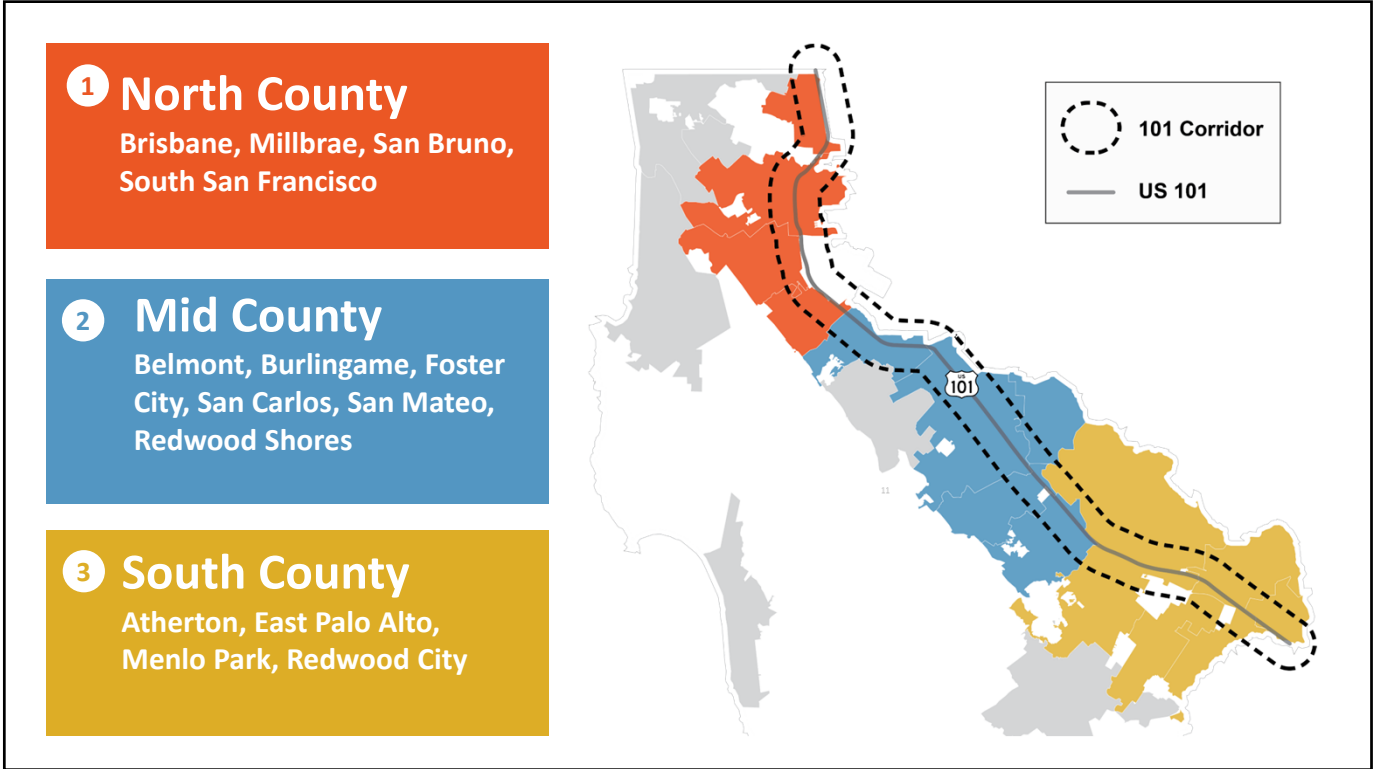 1
North County
Brisbane, Millbrae, San Bruno,
South San Francisco
2
Mid County
Belmont, Burlingame, Foster
City, San Carlos, San Mateo,
Redwood Shores
3
South County
Atherton, East Palo Alto,
Menlo Park, Redwood City
101 Corridor
US 101
US
101
11